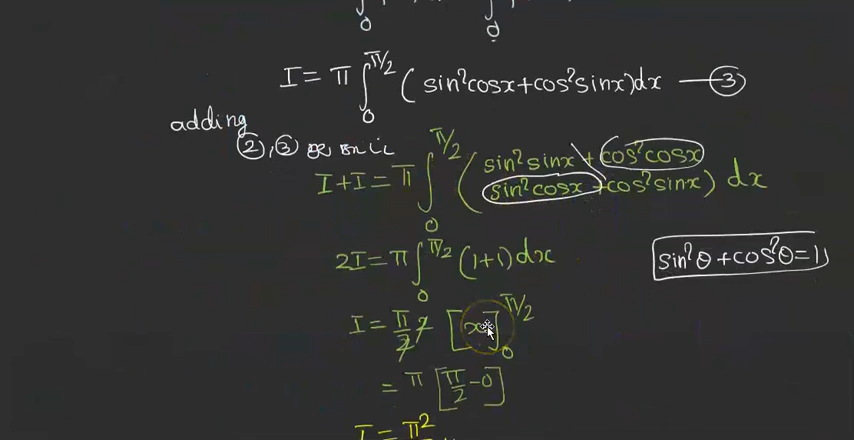 I = π ∫₀^π/2 (sin²cosx+cos²sinx)dx — ③
adding
②, ③
I+I = π ∫₀^π/2 (sin²sinx + cos²cosx
sin²cosx + cos²sinx) dx
2I = π ∫₀^π/2 (1+1) dx
sin²θ + cos²θ = 1
I = π/2 2 [x]₀^π/2
= π [π/2 - 0]
I = π²